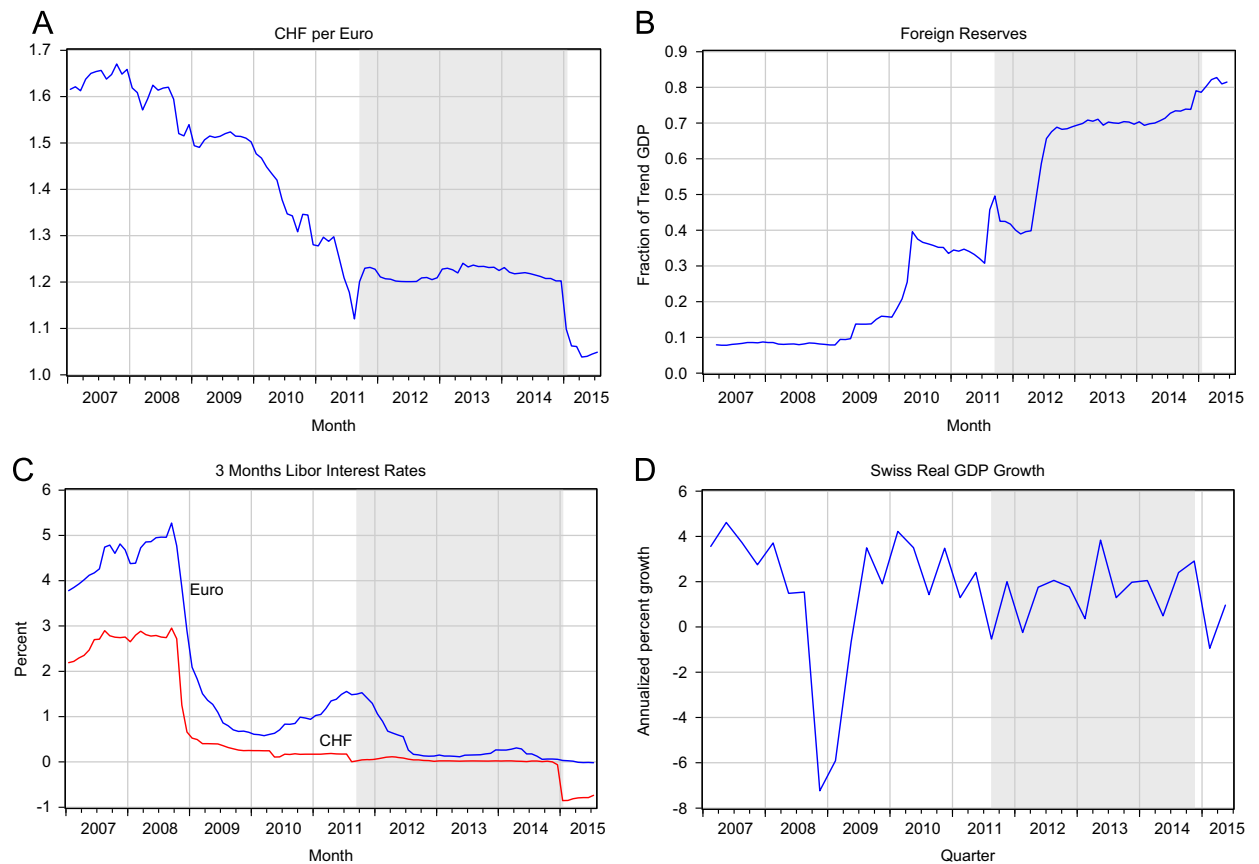 A
CHF per Euro
1.7
1.6
1.5
1.4
1.3
1.2
1.1
1.0
2007 2008 2009 2010 2011 2012 2013 2014 2015
Month
B
Foreign Reserves
Fraction of Trend GDP
0.9
0.8
0.7
0.6
0.5
0.4
0.3
0.2
0.1
0.0
2007 2008 2009 2010 2011 2012 2013 2014 2015
Month
C
3 Months Libor Interest Rates
Percent
6
5
4
3
2
1
0
-1
Euro
CHF
2007 2008 2009 2010 2011 2012 2013 2014 2015
Month
D
Swiss Real GDP Growth
Annualized percent growth
6
4
2
0
-2
-4
-6
-8
2007 2008 2009 2010 2011 2012 2013 2014 2015
Quarter